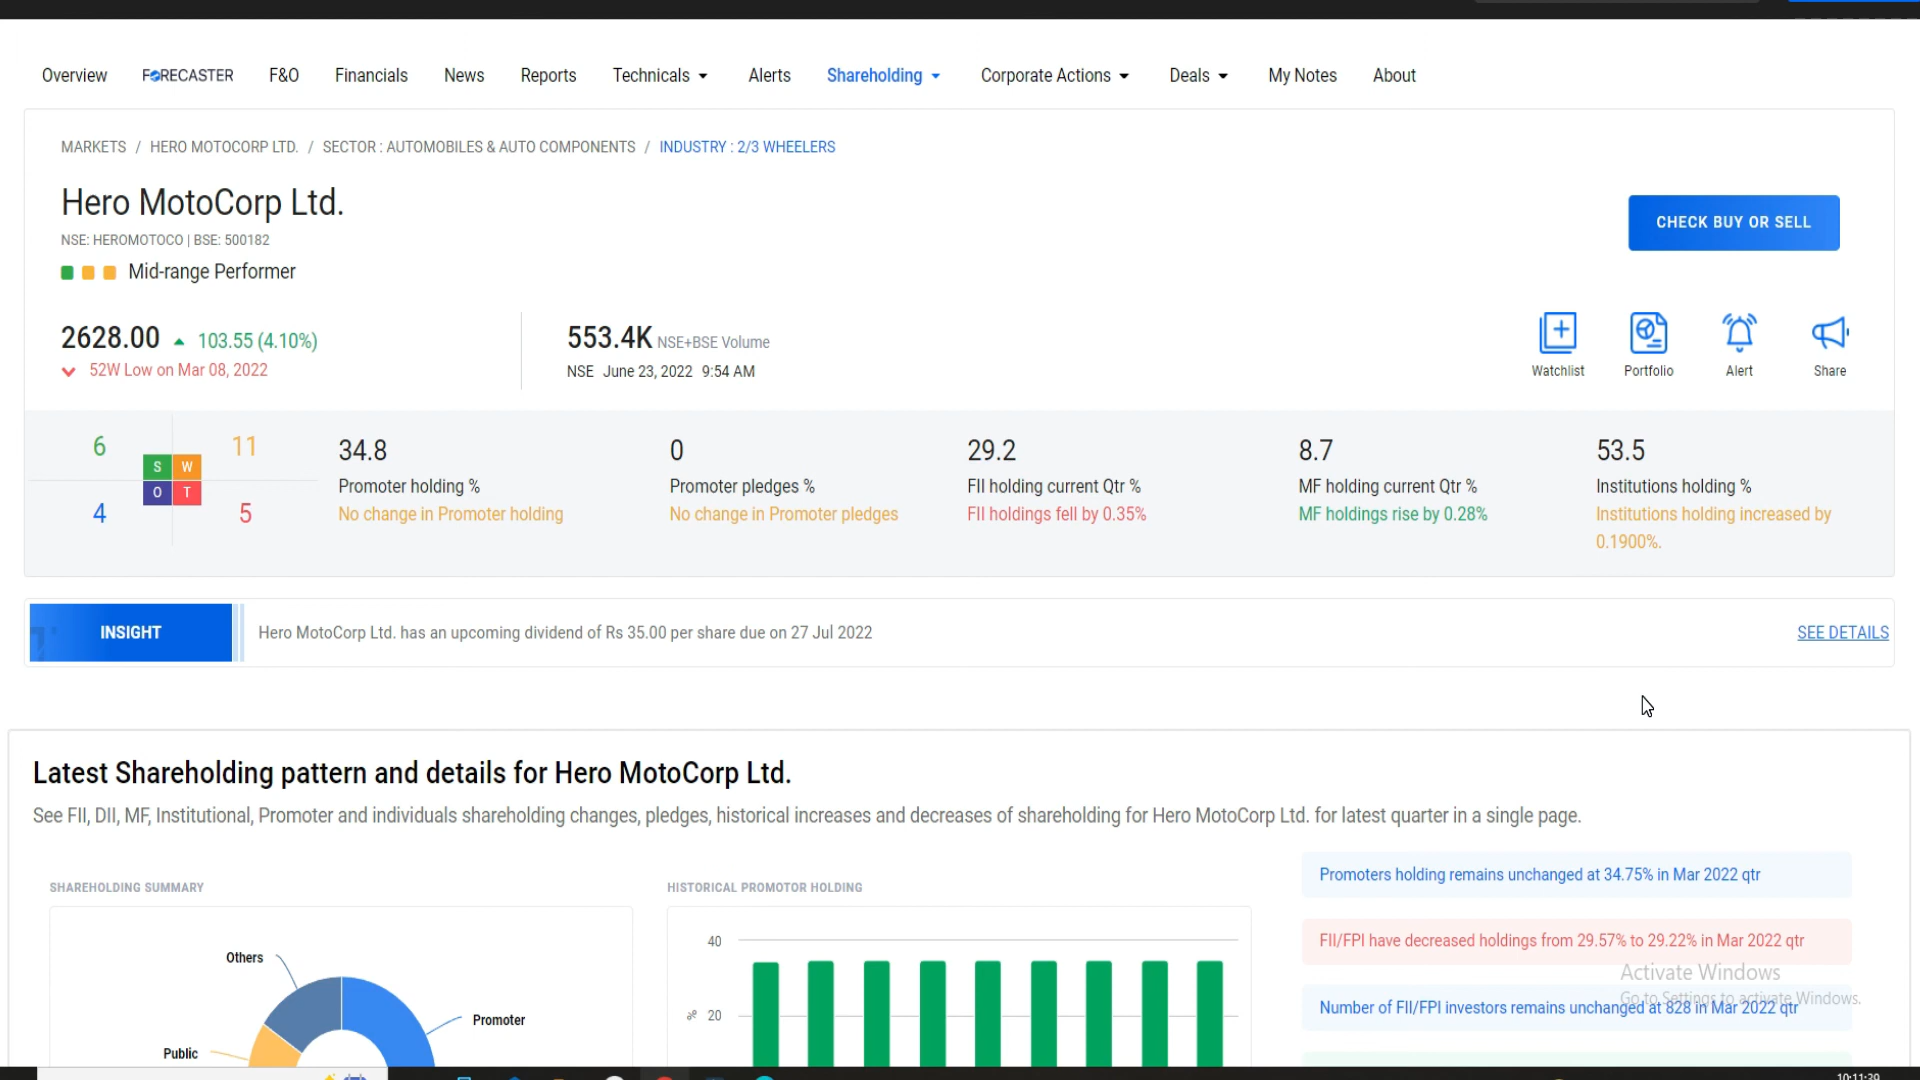 Overview FORECASTER F&O Financials News Reports Technicals Alerts Shareholding Corporate Actions Deals My Notes About
MARKETS / HERO MOTOCORP LTD. / SECTOR : AUTOMOBILES & AUTO COMPONENTS / INDUSTRY : 2/3 WHEELERS
Hero MotoCorp Ltd.
NSE: HEROMOTOCO | BSE: 500182
Mid-range Performer
CHECK BUY OR SELL
2628.00 103.55 (4.10%)
52W Low on Mar 08, 2022
553.4K NSE+BSE Volume
NSE June 23, 2022 9:54 AM
Watchlist Portfolio Alert Share
6 11
S W
O T
4 5
34.8
Promoter holding %
No change in Promoter holding
0
Promoter pledges %
No change in Promoter pledges
29.2
FII holding current Qtr %
FII holdings fell by 0.35%
8.7
MF holding current Qtr %
MF holdings rise by 0.28%
53.5
Institutions holding %
Institutions holding increased by
0.1900%.
INSIGHT Hero MotoCorp Ltd. has an upcoming dividend of Rs 35.00 per share due on 27 Jul 2022 SEE DETAILS
Latest Shareholding pattern and details for Hero MotoCorp Ltd.
See FII, DII, MF, Institutional, Promoter and individuals shareholding changes, pledges, historical increases and decreases of shareholding for Hero MotoCorp Ltd. for latest quarter in a single page.
SHAREHOLDING SUMMARY
Others
Promoter
Public
HISTORICAL PROMOTOR HOLDING
40
% 20
Promoters holding remains unchanged at 34.75% in Mar 2022 qtr
FII/FPI have decreased holdings from 29.57% to 29.22% in Mar 2022 qtr
Activate Windows
Go to Settings to activate Windows.
Number of FII/FPI investors remains unchanged at 828 in Mar 2022 qtr
10:11:39